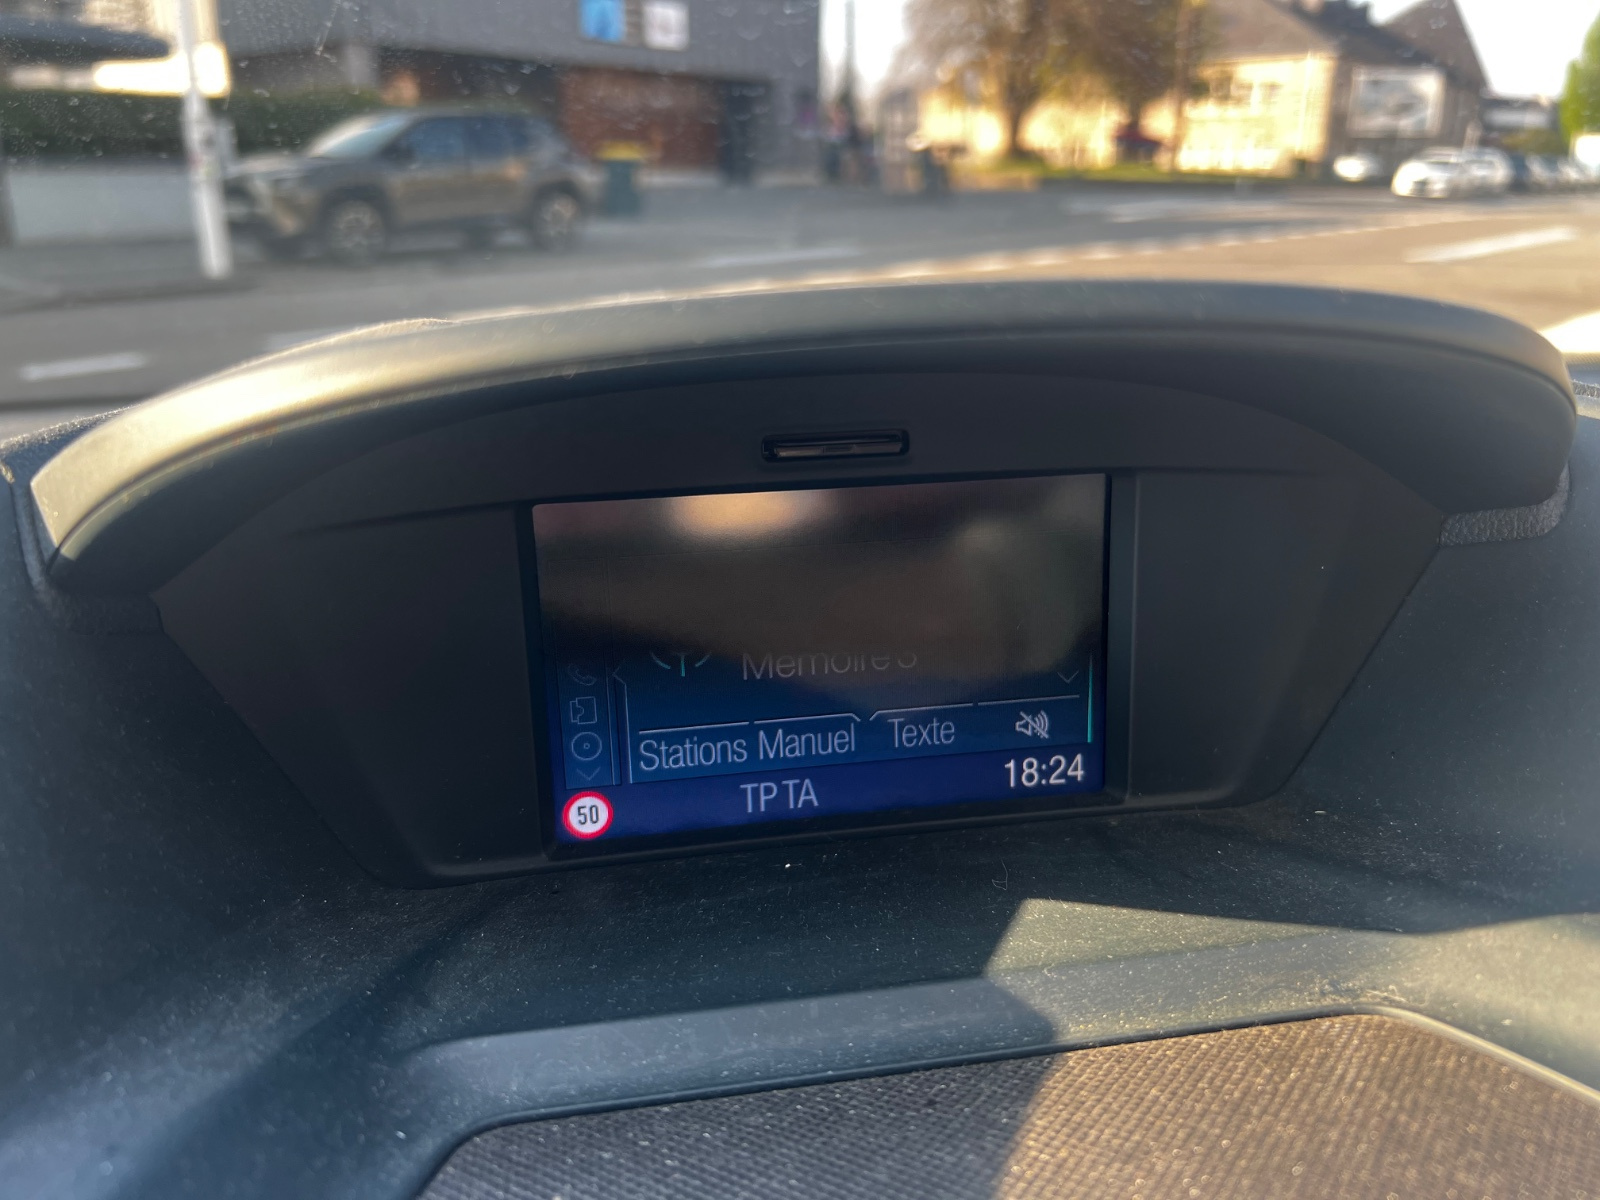 Mémoire 3
Stations Manuel Texte
TP TA 18:24
50